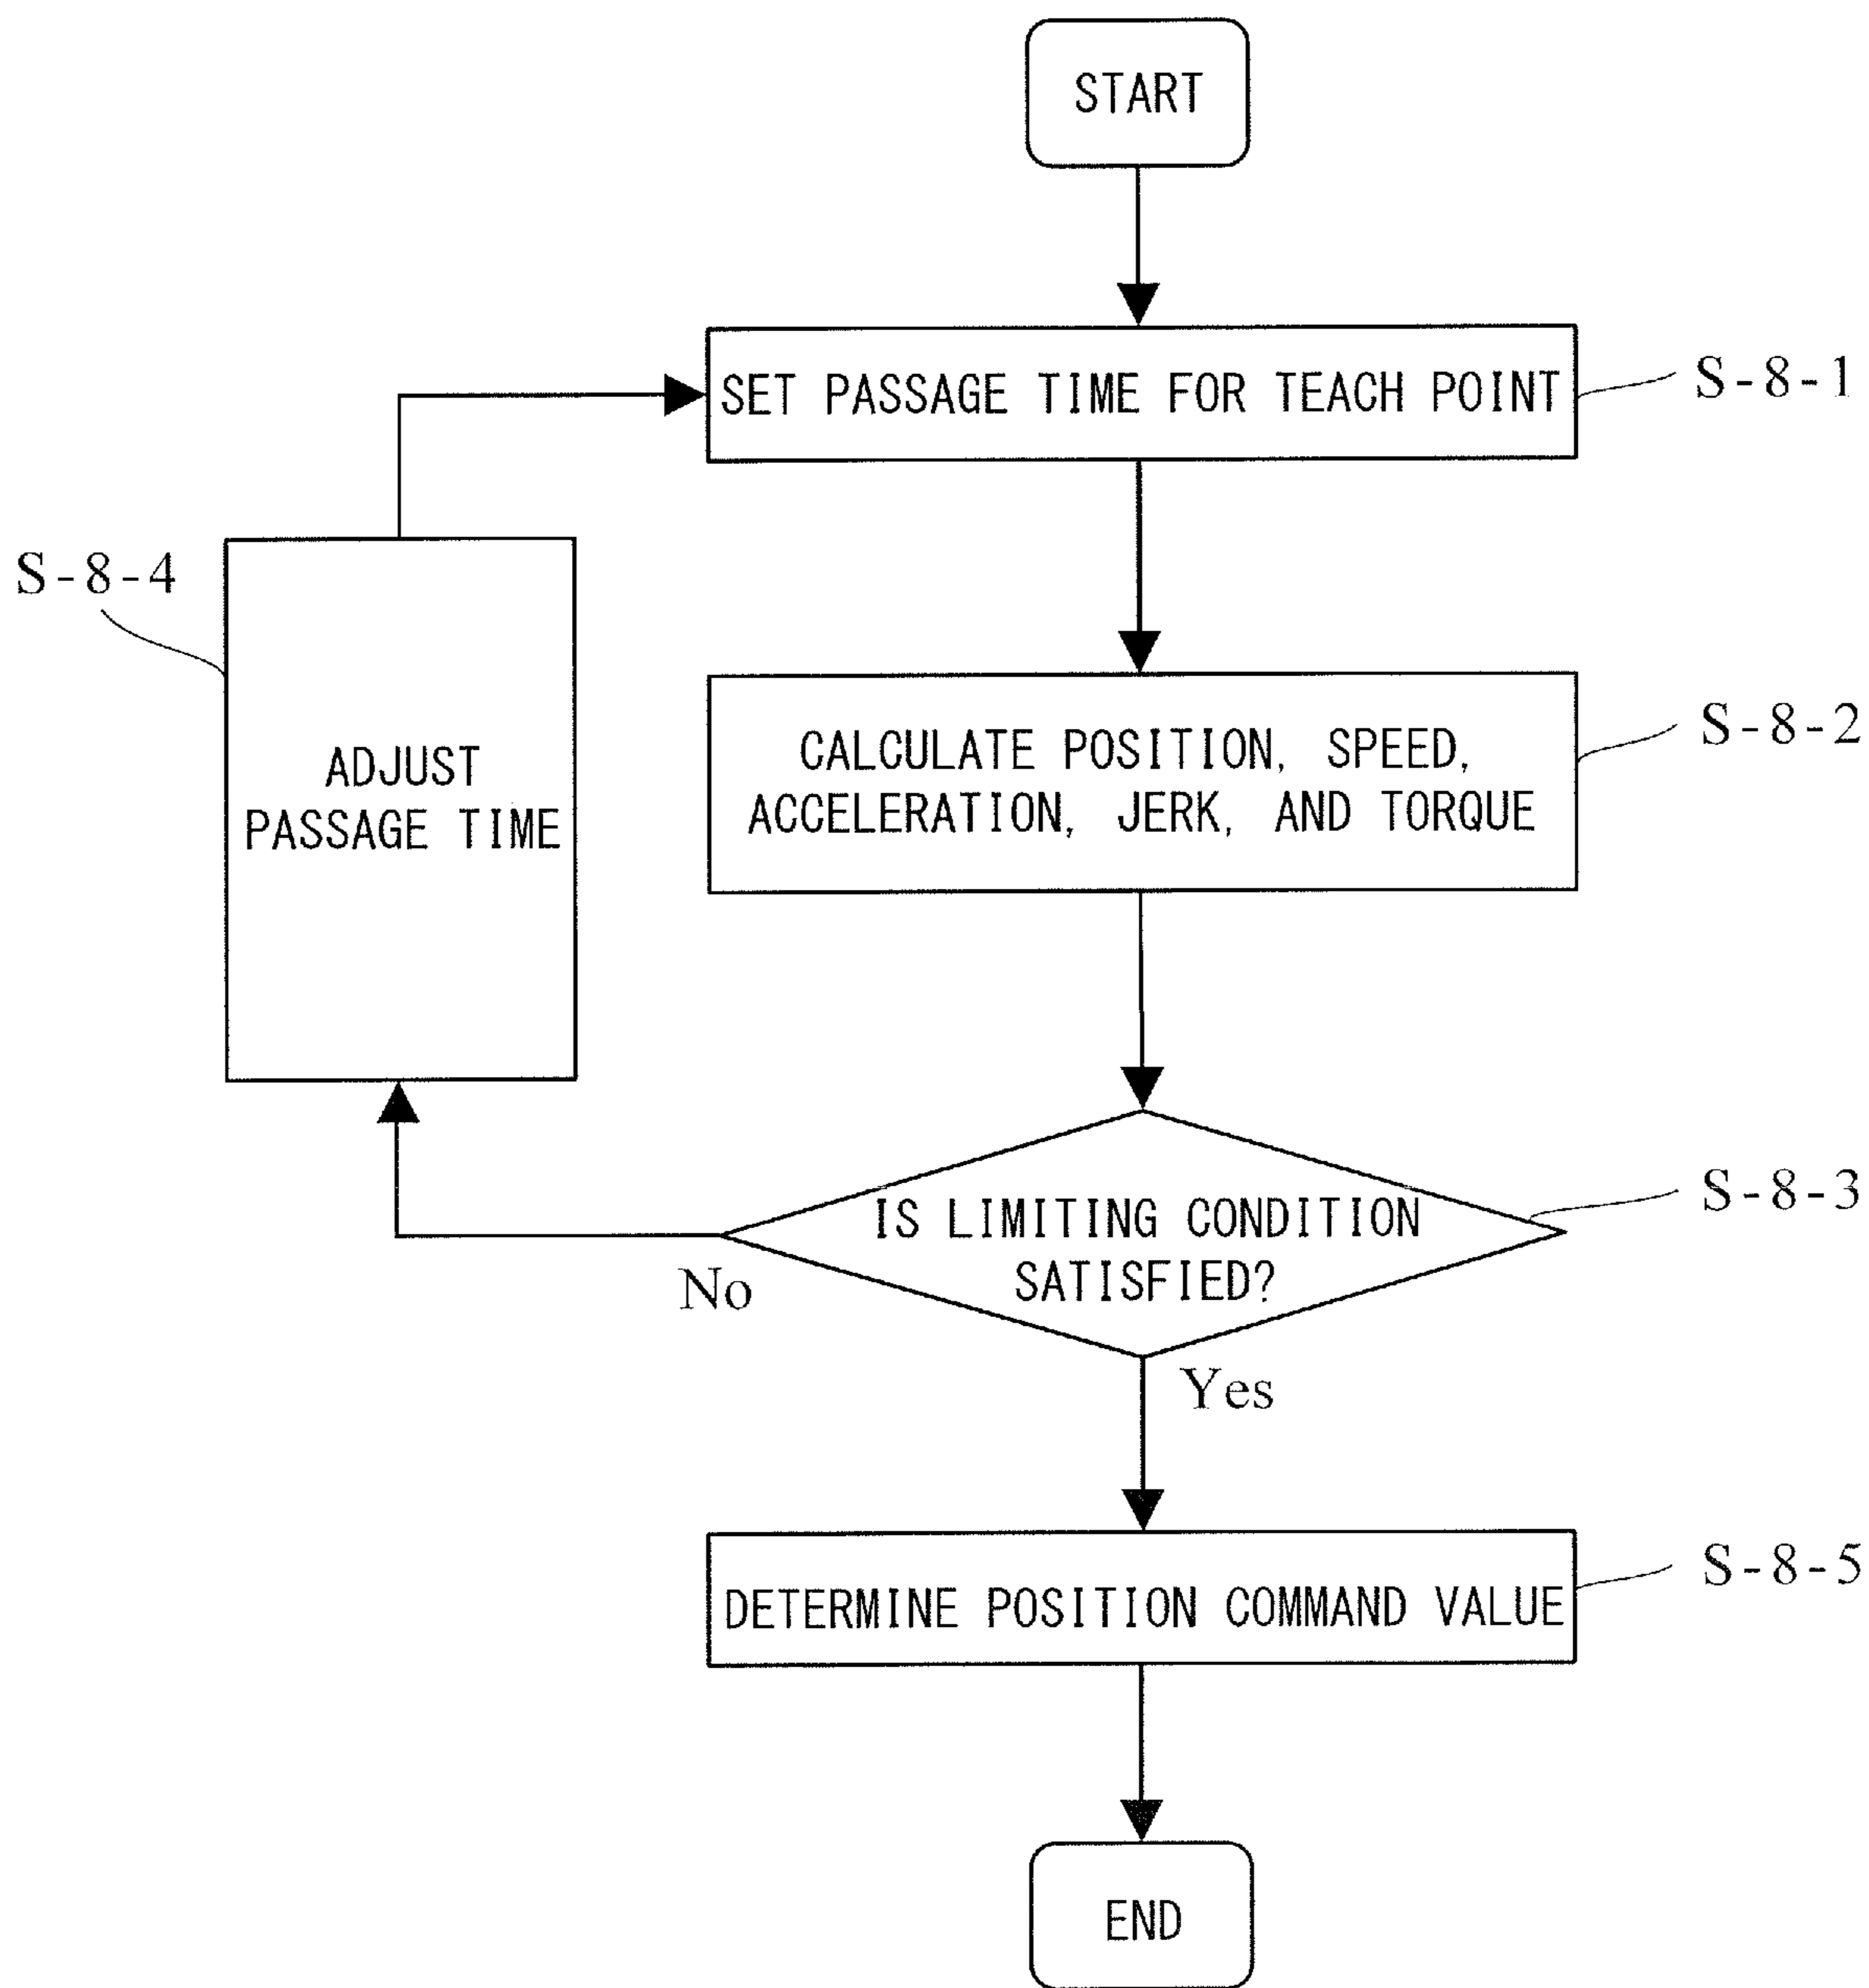 START
SET PASSAGE TIME FOR TEACH POINT
S-8-1
S-8-4
ADJUST
PASSAGE TIME
CALCULATE POSITION, SPEED,
ACCELERATION, JERK, AND TORQUE
S-8-2
IS LIMITING CONDITION
SATISFIED?
S-8-3
No
Yes
DETERMINE POSITION COMMAND VALUE
S-8-5
END